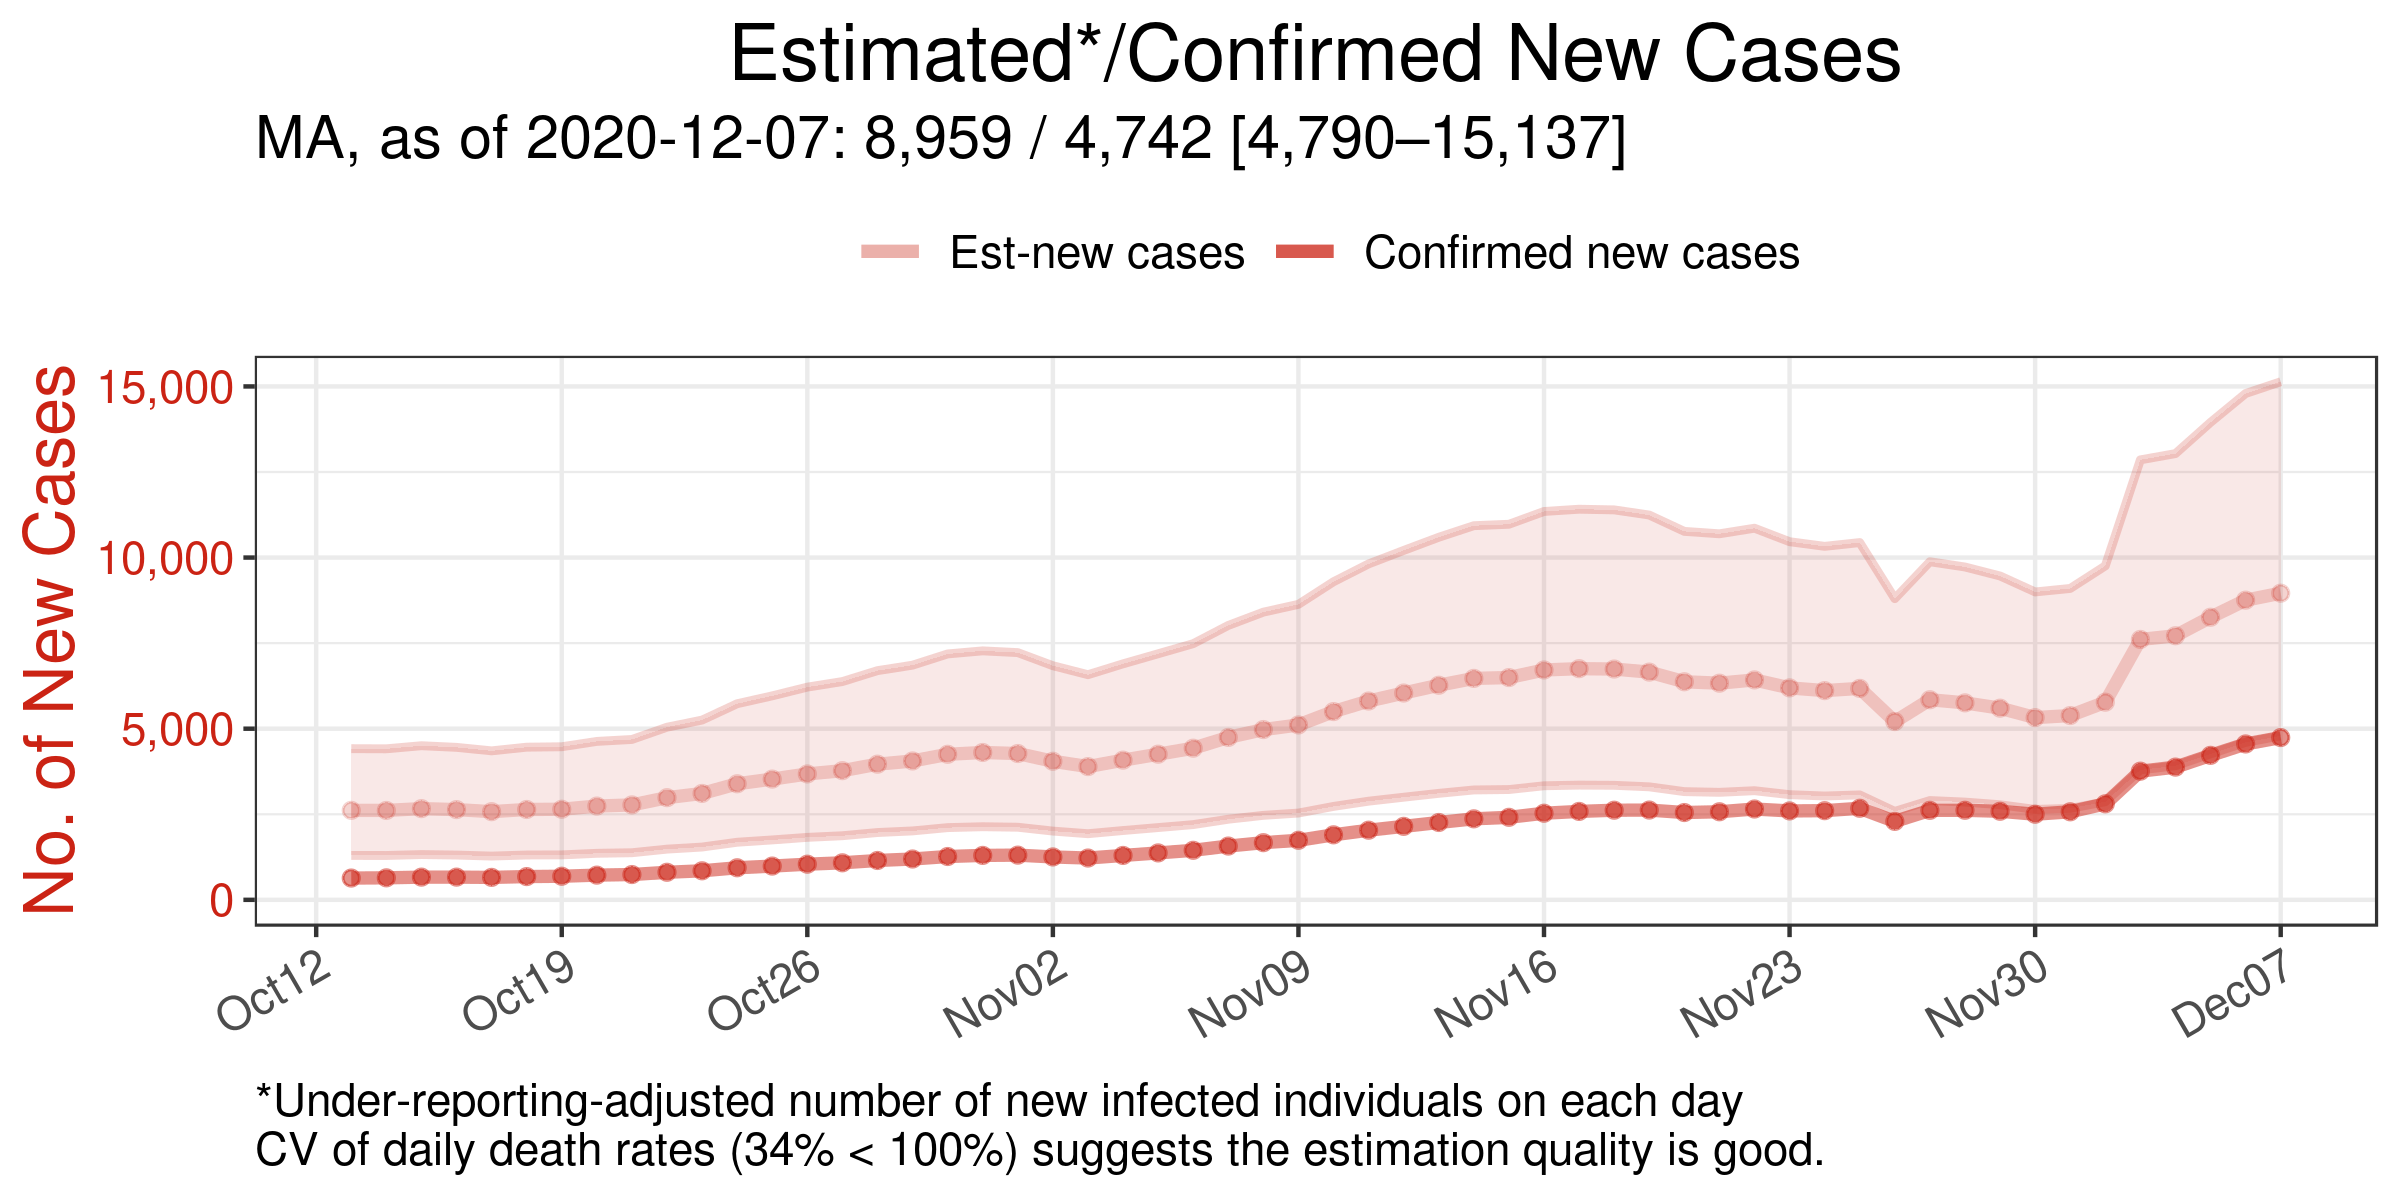 Estimated*/Confirmed New Cases
MA, as of 2020-12-07: 8,959 / 4,742 [4,790–15,137]
Est-new cases
Confirmed new cases
No. of New Cases
15,000
10,000
5,000
0
Oct12
Oct19
Oct26
Nov02
Nov09
Nov16
Nov23
Nov30
Dec07
*Under-reporting-adjusted number of new infected individuals on each day
CV of daily death rates (34% < 100%) suggests the estimation quality is good.